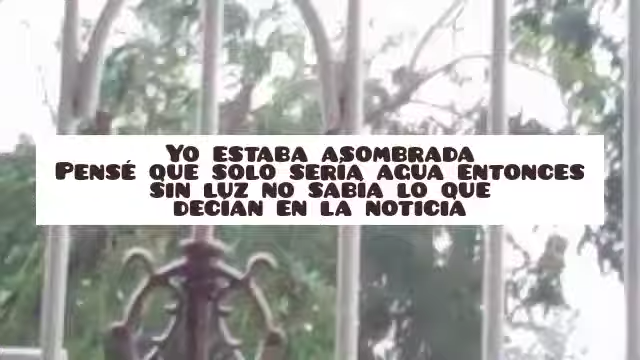 Yo estaba asombrada
Pensé que solo seria agua entonces
sin luz no sabia lo que
decian en la noticia